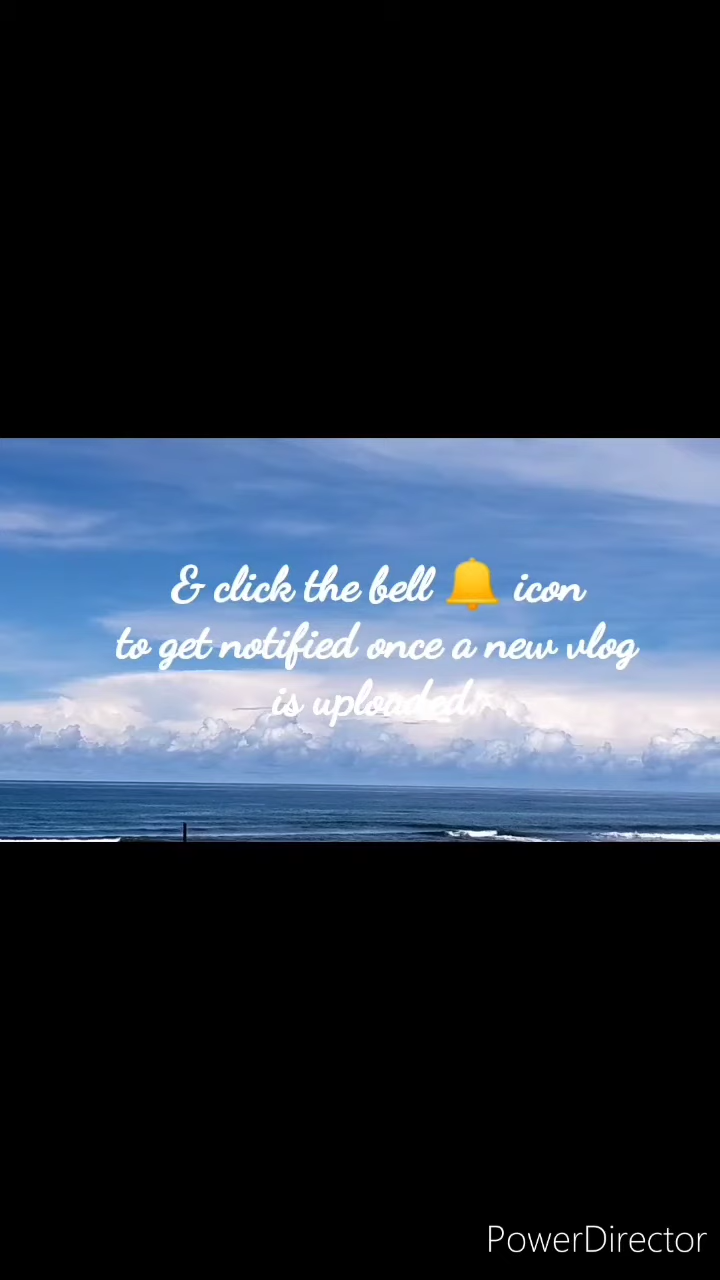 & click the bell 🔔 icon
to get notified once a new vlog
is uploaded.
PowerDirector